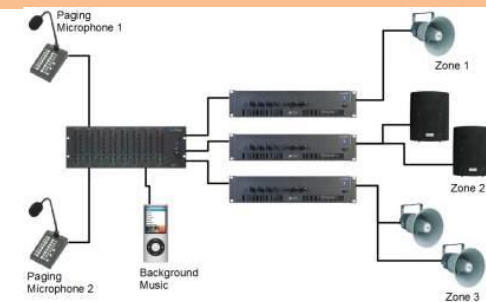 Paging
Microphone 1
Zone 1
Zone 2
Paging
Microphone 2
Background
Music
Zone 3